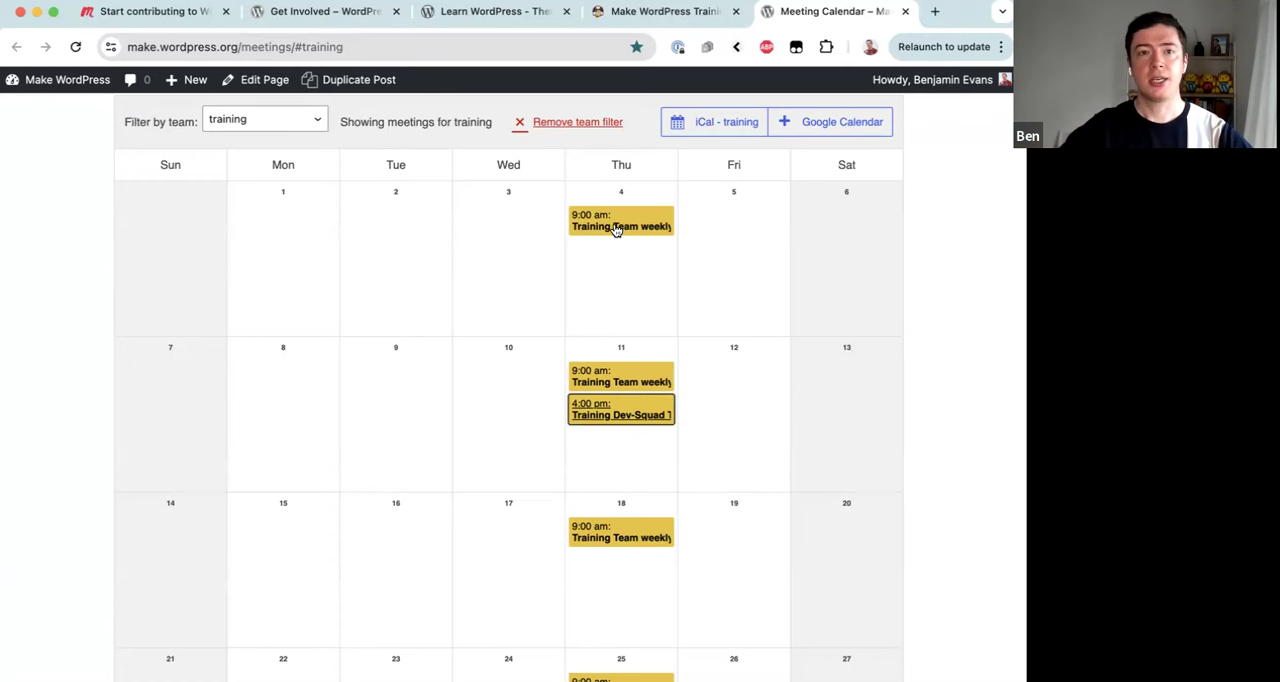 Start contributing to W
Get Involved – WordPre
Learn WordPress - The
Make WordPress Traini
Meeting Calendar – Ma
make.wordpress.org/meetings/#training
ABP
Relaunch to update
Make WordPress
0
New
Edit Page
Duplicate Post
Howdy, Benjamin Evans
Ben
Filter by team:
training
Showing meetings for training
Remove team filter
iCal - training
Google Calendar
Sun Mon Tue Wed Thu Fri Sat
1 2 3 4 5 6
9:00 am:
Training Team weekly
7 8 9 10 11 12 13
9:00 am:
Training Team weekly
4:00 pm:
Training Dev-Squad T
14 15 16 17 18 19 20
9:00 am:
Training Team weekly
21 22 23 24 25 26 27
9:00 am: